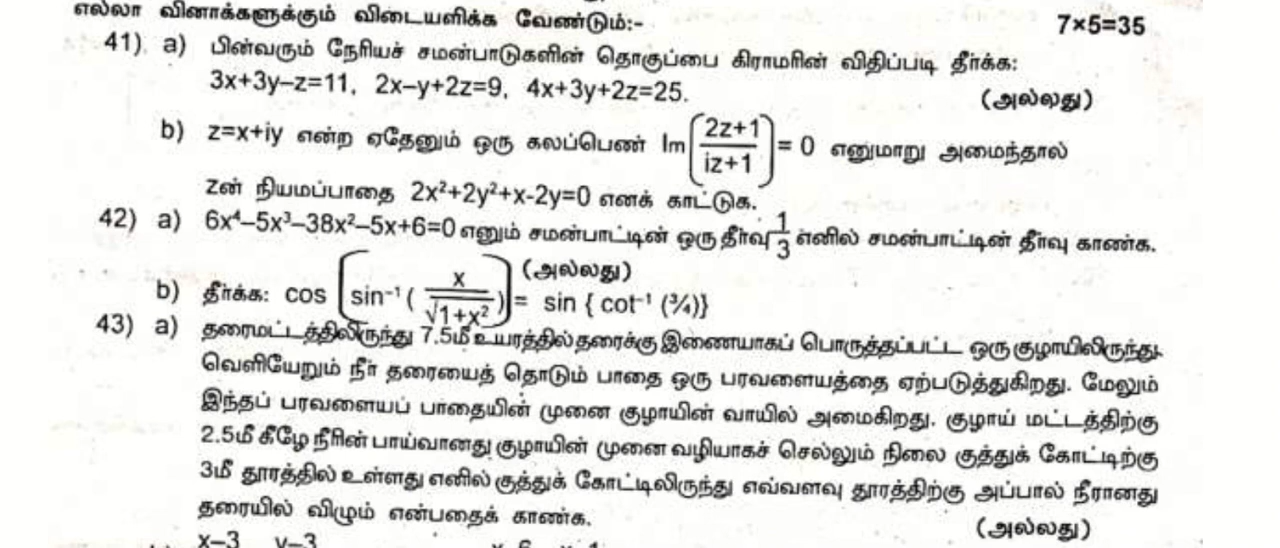 எல்லா வினாக்களுக்கும் விடையளிக்க வேண்டும்:- 7×5=35
41). a) பின்வரும் நேரியச் சமன்பாடுகளின் தொகுப்பை கிராமரின் விதிப்படி தீர்க்க:
3x+3y–z=11, 2x–y+2z=9, 4x+3y+2z=25. (அல்லது)
b) z=x+iy என்ற ஏதேனும் ஒரு கலப்பெண் Im[(2z+1)/(iz+1)] = 0 எனுமாறு அமைந்தால்
zன் நியமப்பாதை 2x²+2y²+x-2y=0 எனக் காட்டுக.
42) a) 6x⁴–5x³–38x²–5x+6=0 எனும் சமன்பாட்டின் ஒரு தீர்வு 1/3 எனில் சமன்பாட்டின் தீர்வு காண்க.
(அல்லது)
b) தீர்க்க: cos [sin⁻¹ (x/√1+x²)] = sin { cot⁻¹ (¾)}
43) a) தரைமட்டத்திலிருந்து 7.5மீ உயரத்தில் தரைக்கு இணையாகப் பொருத்தப்பட்ட ஒரு குழாயிலிருந்து
வெளியேறும் நீர் தரையைத் தொடும் பாதை ஒரு பரவளையத்தை ஏற்படுத்துகிறது. மேலும்
இந்தப் பரவளையப் பாதையின் முனை குழாயின் வாயில் அமைகிறது. குழாய் மட்டத்திற்கு
2.5மீ கீழே நீரின் பாய்வானது குழாயின் முனை வழியாகச் செல்லும் நிலை குத்துக் கோட்டிற்கு
3மீ தூரத்தில் உள்ளது எனில் குத்துக் கோட்டிலிருந்து எவ்வளவு தூரத்திற்கு அப்பால் நீரானது
தரையில் விழும் என்பதைக் காண்க. (அல்லது)
x–3 y–3